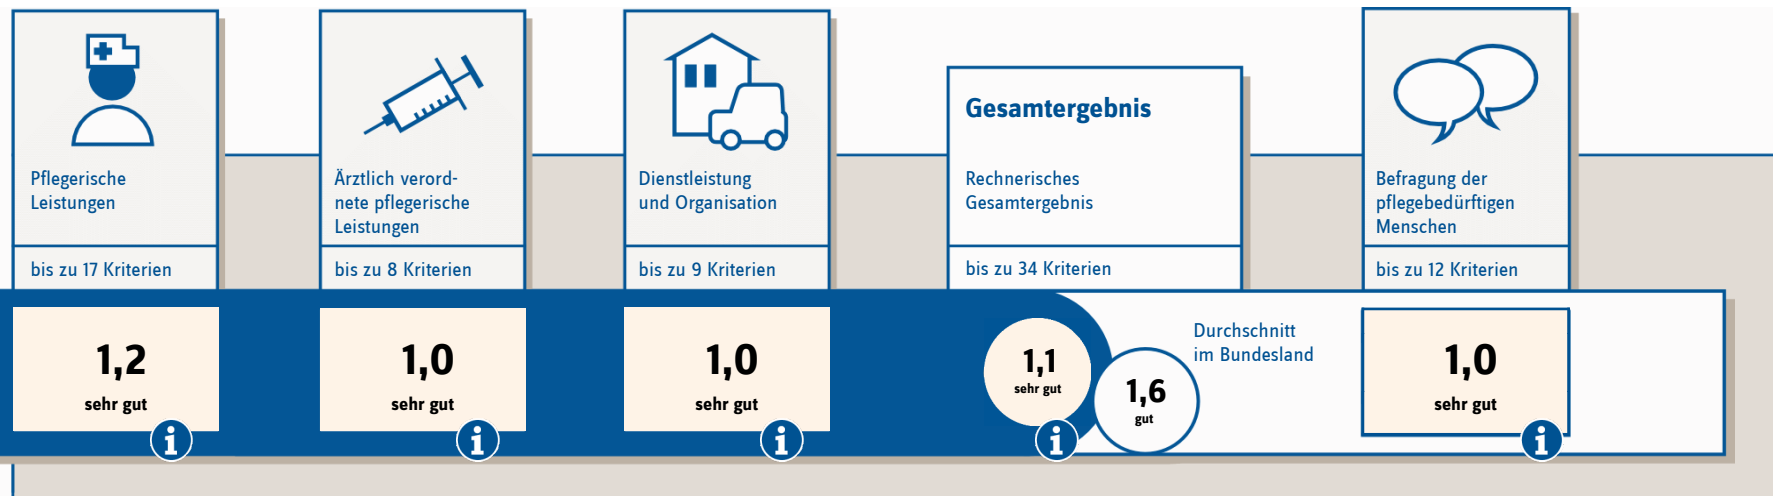 Pflegerische
Leistungen
bis zu 17 Kriterien
1,2
sehr gut
Ärztlich verord-
nete pflegerische
Leistungen
bis zu 8 Kriterien
1,0
sehr gut
Dienstleistung
und Organisation
bis zu 9 Kriterien
1,0
sehr gut
Gesamtergebnis
Rechnerisches
Gesamtergebnis
bis zu 34 Kriterien
1,1
sehr gut
1,6
gut
Durchschnitt
im Bundesland
Befragung der
pflegebedürftigen
Menschen
bis zu 12 Kriterien
1,0
sehr gut